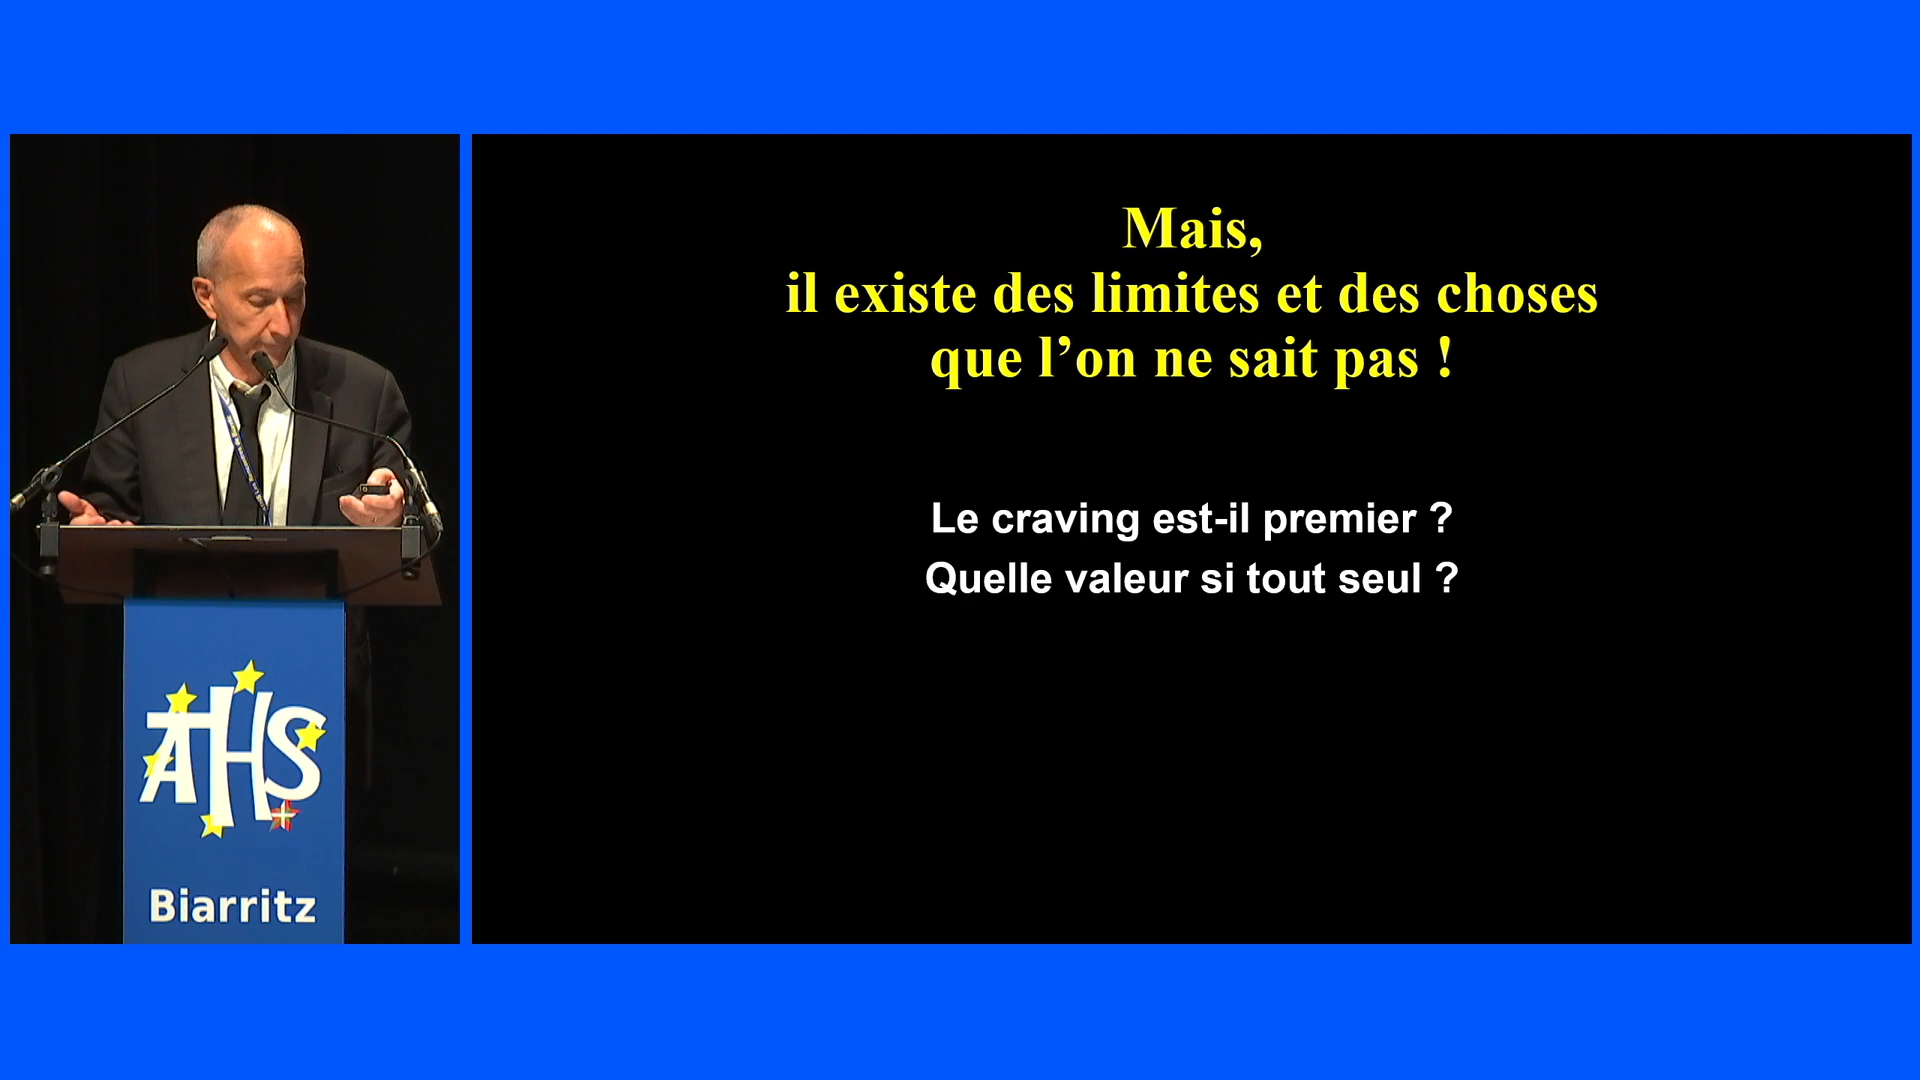 Mais,
il existe des limites et des choses
que l’on ne sait pas !
Le craving est-il premier ?
Quelle valeur si tout seul ?
ATHS
Biarritz